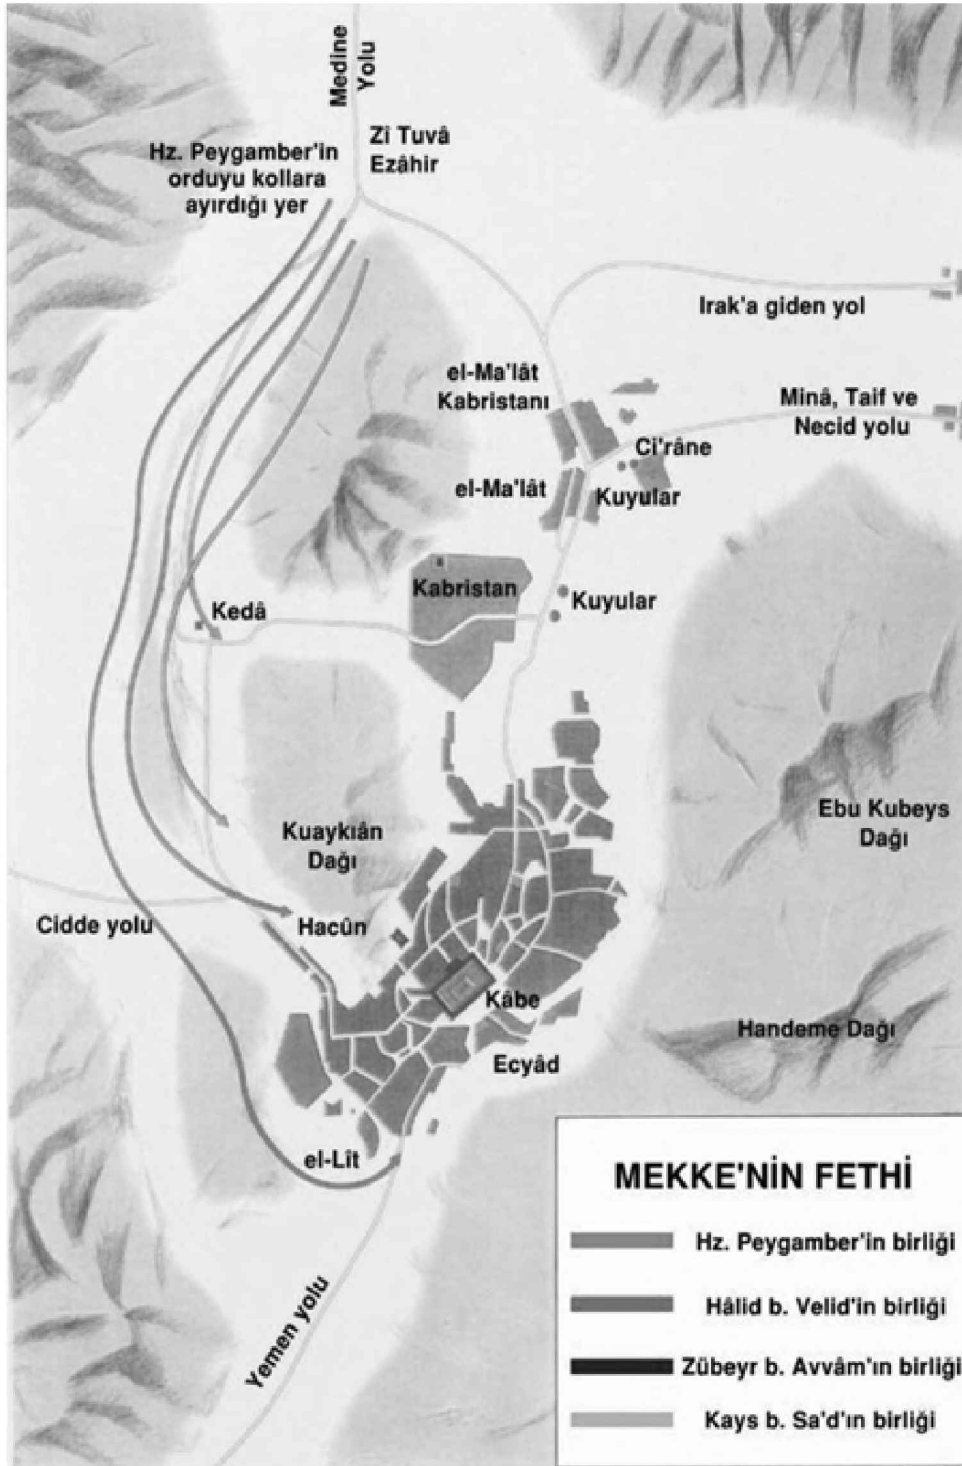 Medine
Yolu
Zî Tuvâ
Ezâhir
Hz. Peygamber'in
orduyu kollara
ayırdığı yer
Irak'a giden yol
el-Ma'lât
Kabristanı
Minâ, Taif ve
Necid yolu
Ci'râne
el-Ma'lât
Kuyular
Kabristan
Kuyular
Kedâ
Ebu Kubeys
Dağı
Kuaykıân
Dağı
Cidde yolu
Hacûn
Kâbe
Handeme Dağı
Ecyâd
el-Lît
Yemen yolu
MEKKE'NİN FETHİ
Hz. Peygamber'in birliği
Hâlid b. Velid'in birliği
Zübeyr b. Avvâm'ın birliği
Kays b. Sa'd'ın birliği